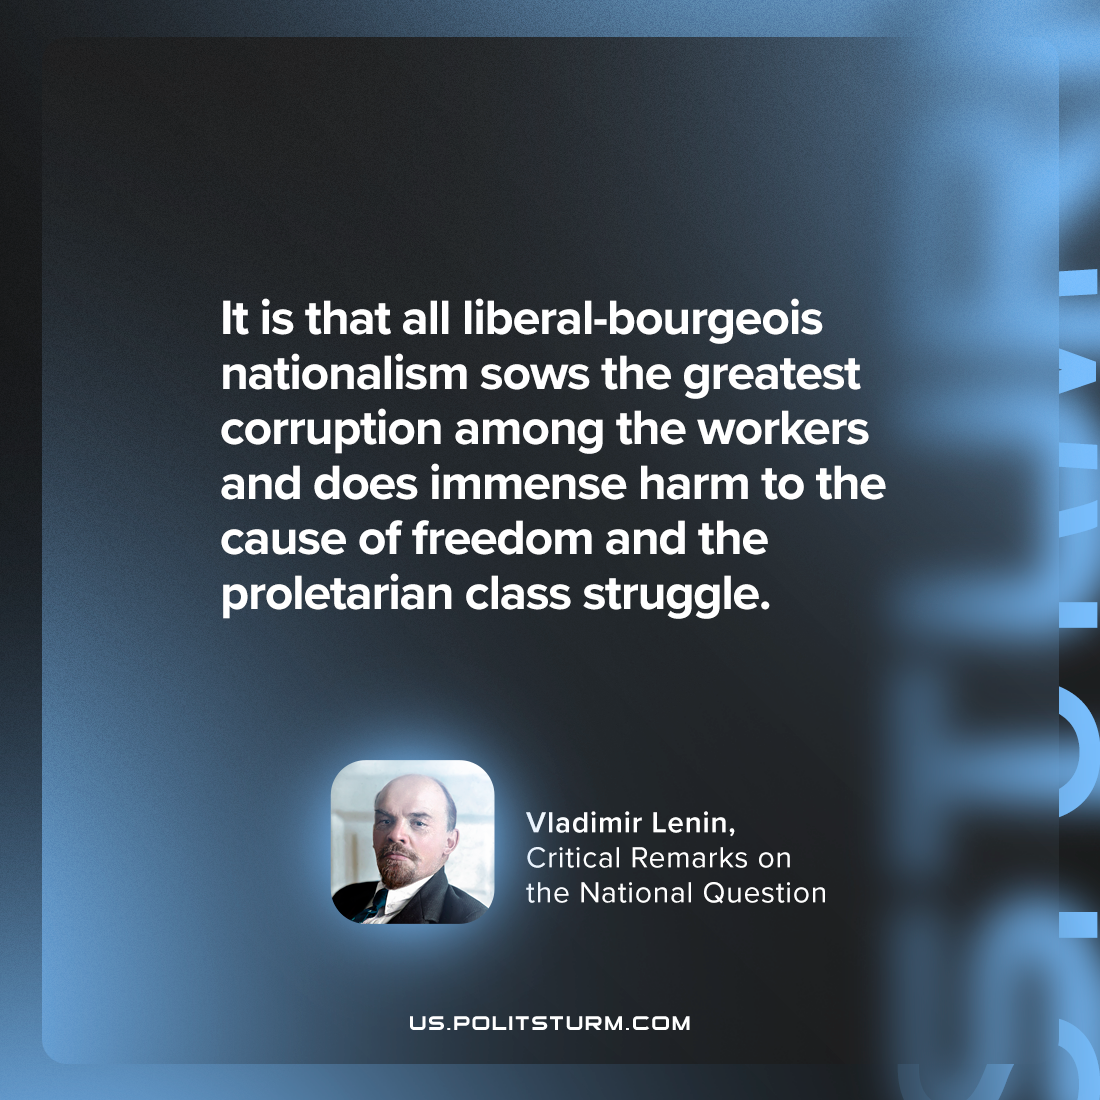 It is that all liberal-bourgeois
nationalism sows the greatest
corruption among the workers
and does immense harm to the
cause of freedom and the
proletarian class struggle.
Vladimir Lenin,
Critical Remarks on
the National Question
US.POLITSTURM.COM